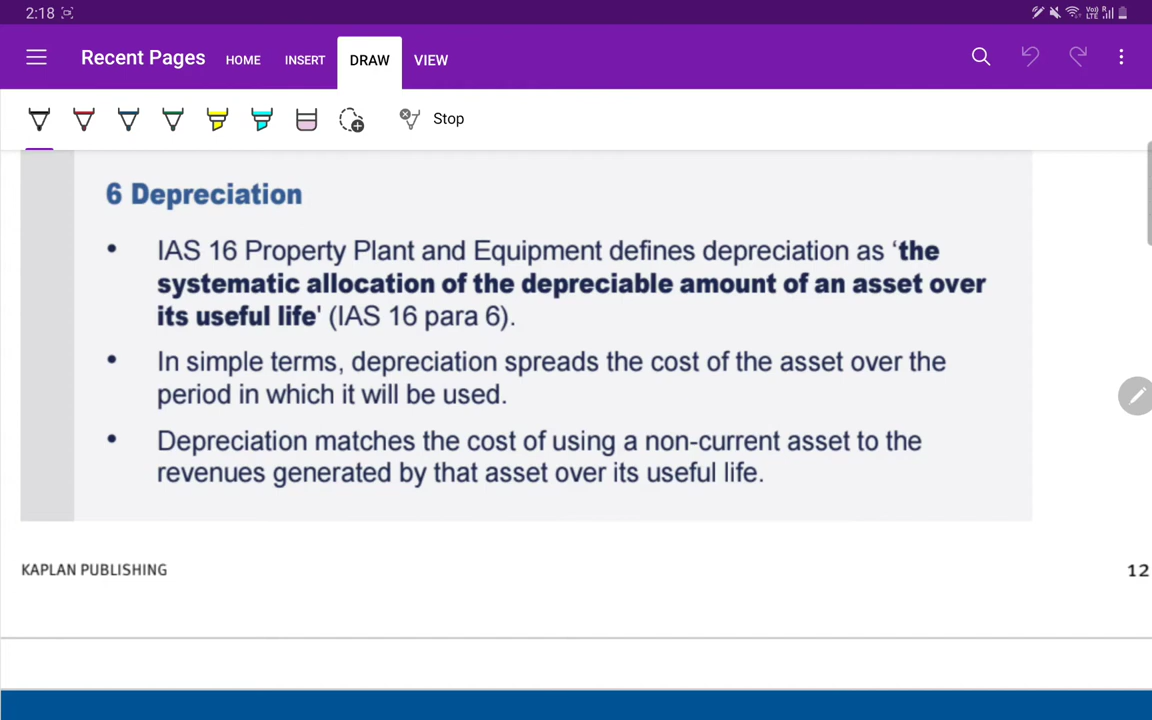 2:18
Recent Pages HOME INSERT DRAW VIEW
Stop
6 Depreciation
• IAS 16 Property Plant and Equipment defines depreciation as ‘the
systematic allocation of the depreciable amount of an asset over
its useful life' (IAS 16 para 6).
• In simple terms, depreciation spreads the cost of the asset over the
period in which it will be used.
• Depreciation matches the cost of using a non-current asset to the
revenues generated by that asset over its useful life.
KAPLAN PUBLISHING 12